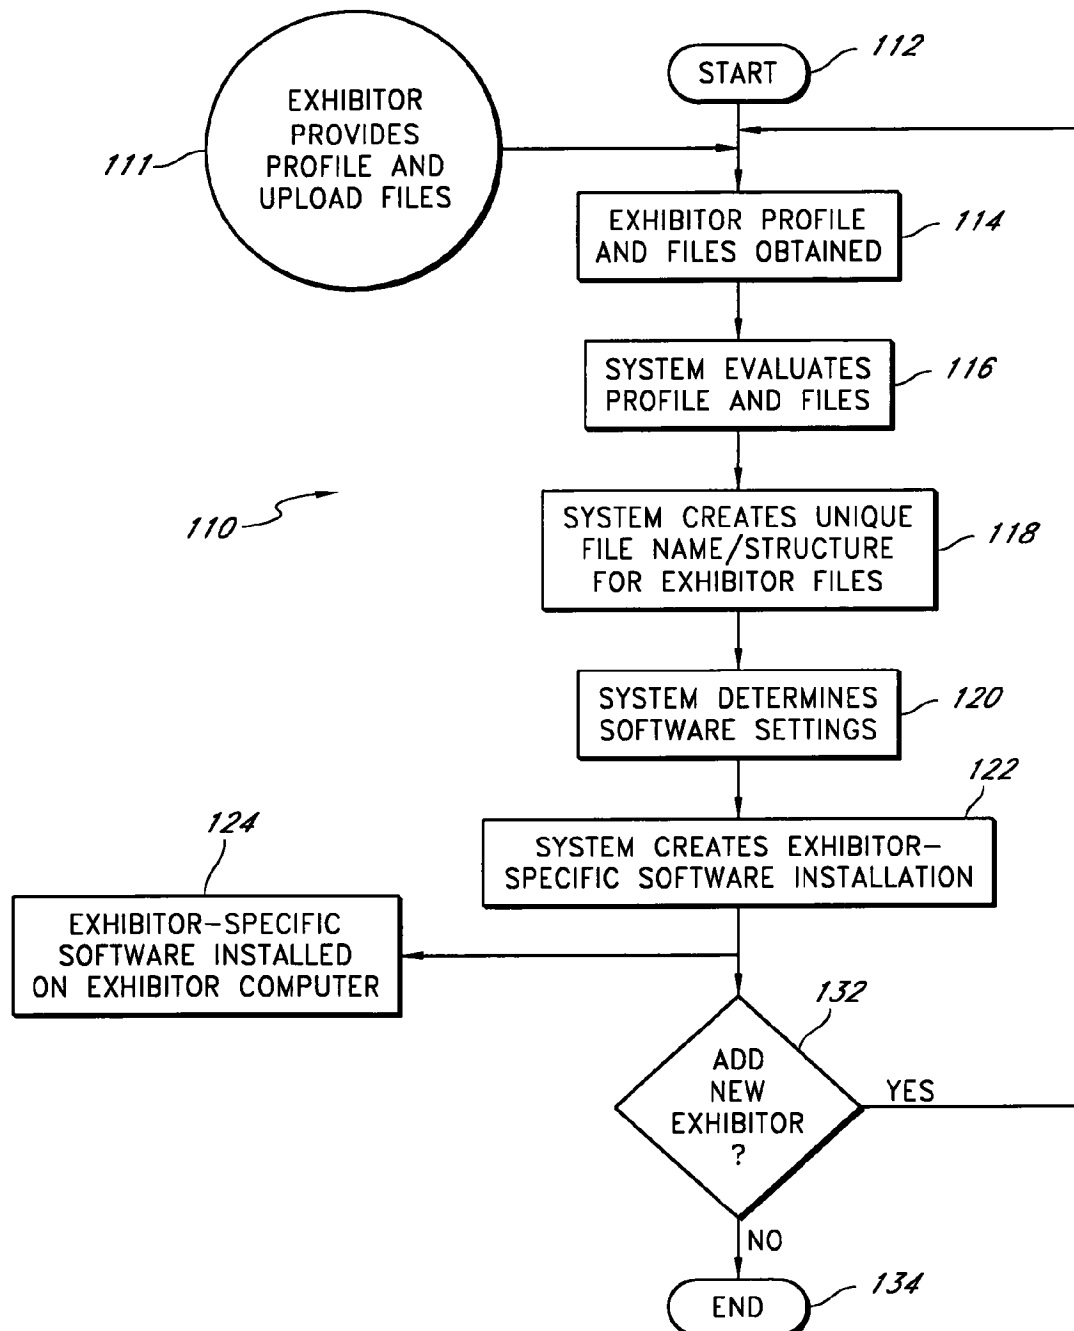 START
112
EXHIBITOR
PROVIDES
PROFILE AND
UPLOAD FILES
111
EXHIBITOR PROFILE
AND FILES OBTAINED
114
SYSTEM EVALUATES
PROFILE AND FILES
116
110
SYSTEM CREATES UNIQUE
FILE NAME/STRUCTURE
FOR EXHIBITOR FILES
118
SYSTEM DETERMINES
SOFTWARE SETTINGS
120
122
SYSTEM CREATES EXHIBITOR-
SPECIFIC SOFTWARE INSTALLATION
124
EXHIBITOR-SPECIFIC
SOFTWARE INSTALLED
ON EXHIBITOR COMPUTER
132
ADD
NEW
EXHIBITOR
?
YES
NO
END
134